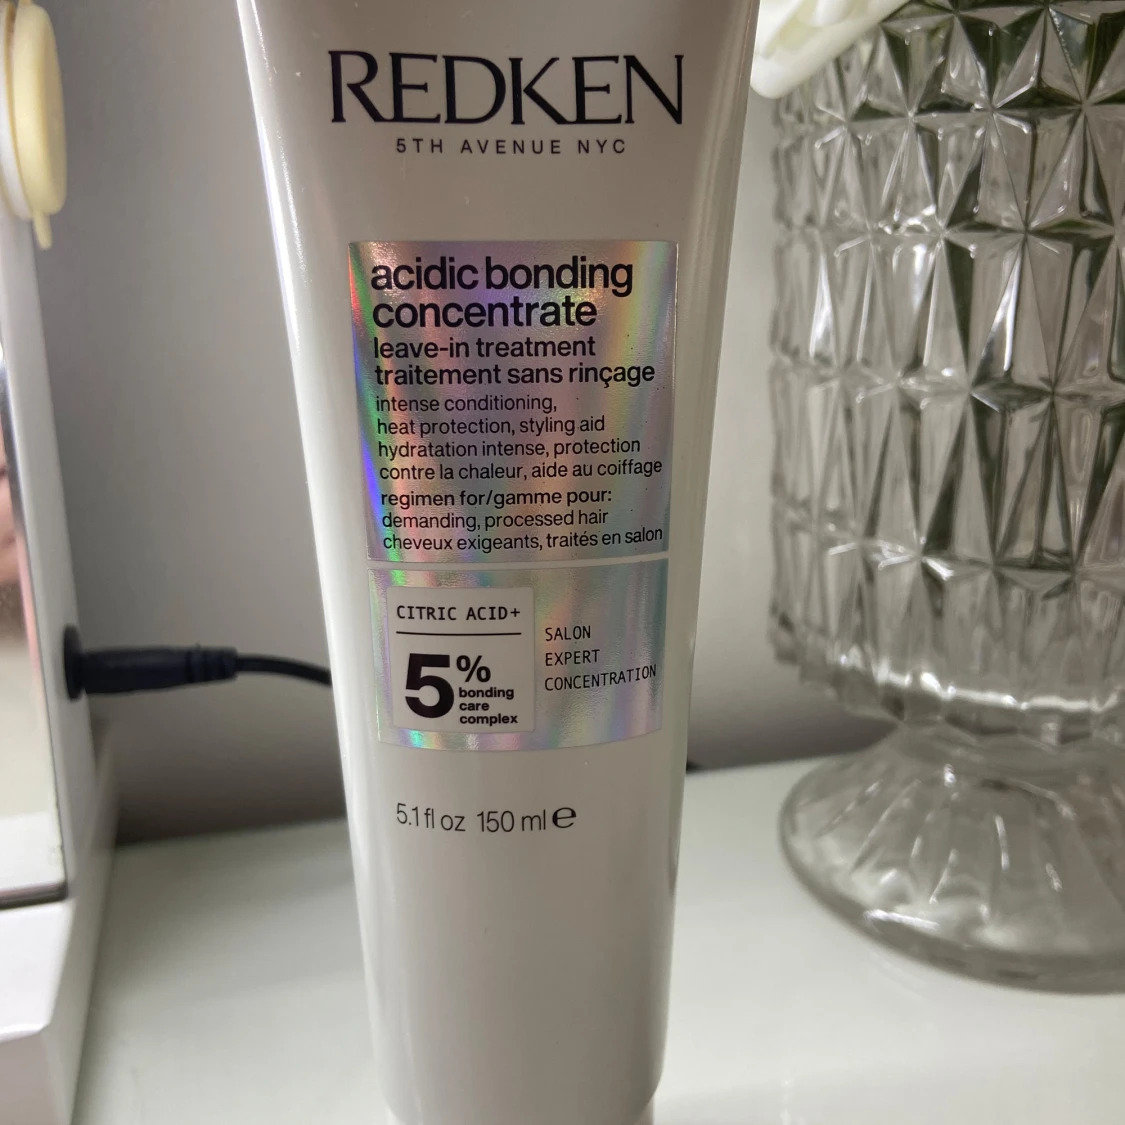 REDKEN
5TH AVENUE NYC
acidic bonding
concentrate
leave-in treatment
traitement sans rinçage
intense conditioning,
heat protection, styling aid
hydratation intense, protection
contre la chaleur, aide au coiffage
regimen for/gamme pour:
demanding, processed hair
cheveux exigeants, traités en salon
CITRIC ACID+
5%
bonding
care
complex
SALON
EXPERT
CONCENTRATION
5.1 fl oz 150 ml ℮